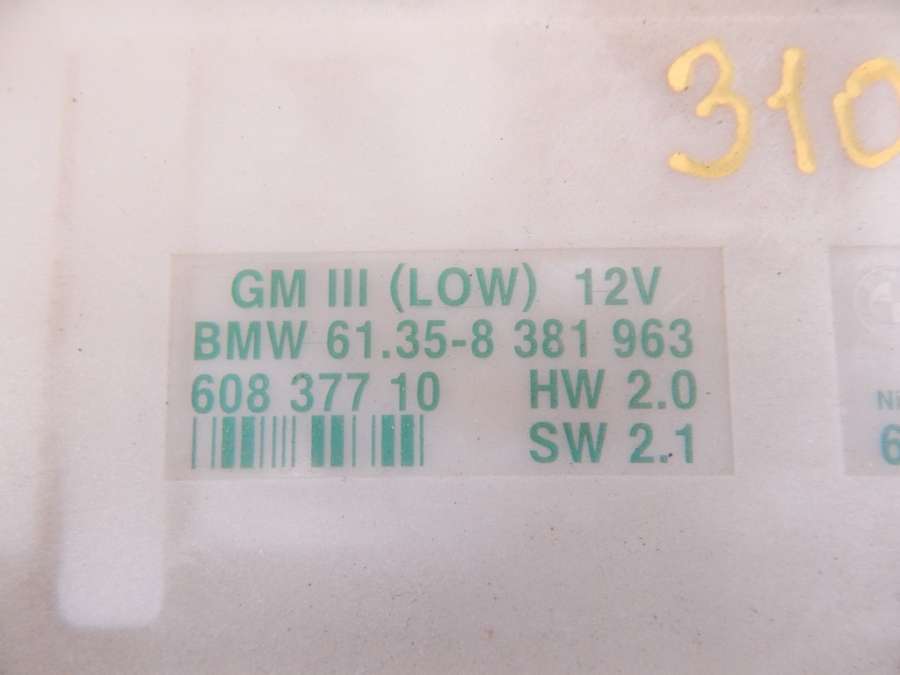 310
GM III (LOW) 12V
BMW 61.35-8 381 963
608 377 10 HW 2.0
SW 2.1